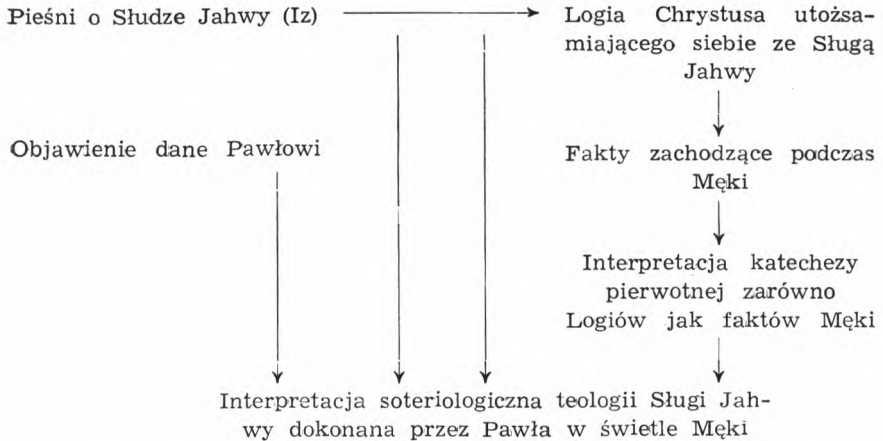 Pieśni o Słudze Jahwy (Iz)
Logia Chrystusa utożsa-
miającego siebie ze Sługą
Jahwy
Objawienie dane Pawłowi
Fakty zachodzące podczas
Męki
Interpretacja katechezy
pierwotnej zarówno
Logiów jak faktów Męki
Interpretacja soteriologiczna teologii Sługi Jah-
wy dokonana przez Pawła w świetle Męki